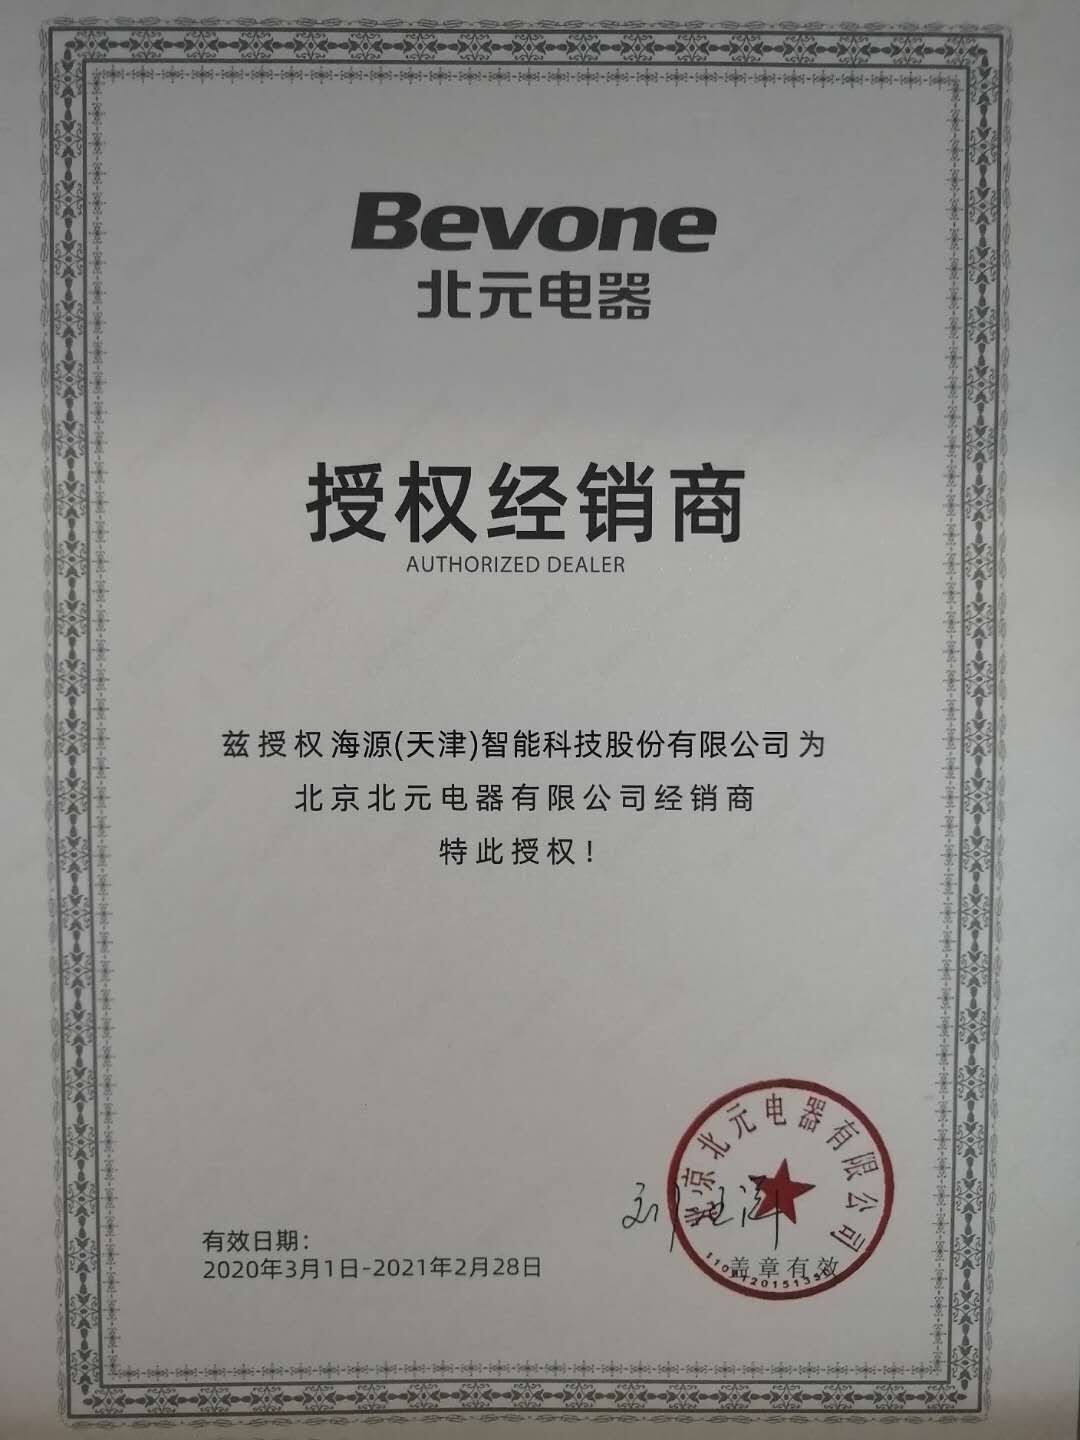 Bevone
北元电器
授权经销商
AUTHORIZED DEALER
兹授权海源(天津)智能科技股份有限公司为
北京北元电器有限公司经销商
特此授权!
北京北元电器有限公司
盖章有效
有效日期:
2020年3月1日-2021年2月28日